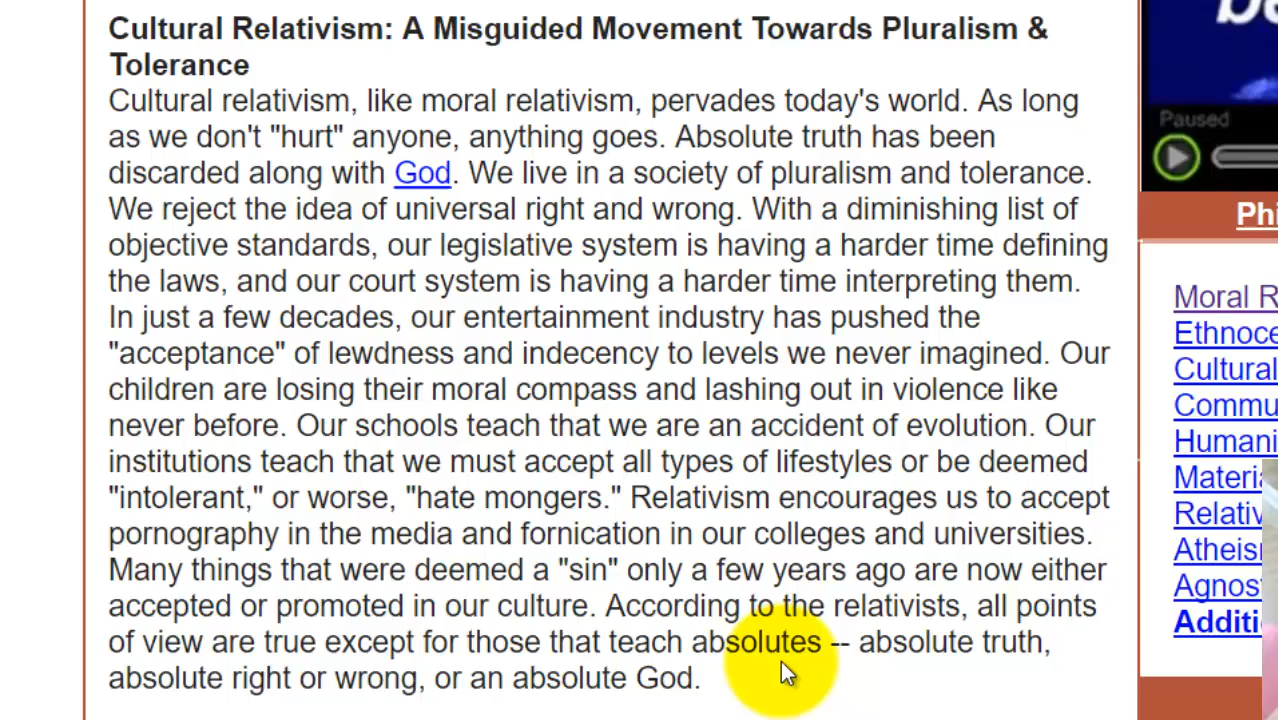 Cultural Relativism: A Misguided Movement Towards Pluralism &
Tolerance
Cultural relativism, like moral relativism, pervades today's world. As long
as we don't "hurt" anyone, anything goes. Absolute truth has been
discarded along with God. We live in a society of pluralism and tolerance.
We reject the idea of universal right and wrong. With a diminishing list of
objective standards, our legislative system is having a harder time defining
the laws, and our court system is having a harder time interpreting them.
In just a few decades, our entertainment industry has pushed the
"acceptance" of lewdness and indecency to levels we never imagined. Our
children are losing their moral compass and lashing out in violence like
never before. Our schools teach that we are an accident of evolution. Our
institutions teach that we must accept all types of lifestyles or be deemed
"intolerant," or worse, "hate mongers." Relativism encourages us to accept
pornography in the media and fornication in our colleges and universities.
Many things that were deemed a "sin" only a few years ago are now either
accepted or promoted in our culture. According to the relativists, all points
of view are true except for those that teach absolutes -- absolute truth,
absolute right or wrong, or an absolute God.
Paused
Phi
Moral R
Ethnoce
Cultural
Commu
Humani
Materia
Relativ
Atheis
Agnos
Additi